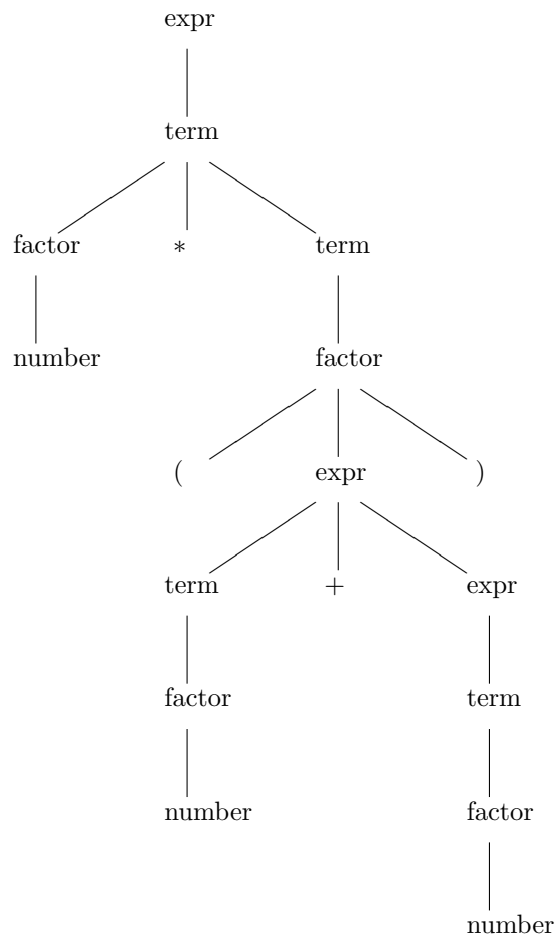 expr
term
factor * term
number factor
( expr )
term + expr
factor term
number factor
number